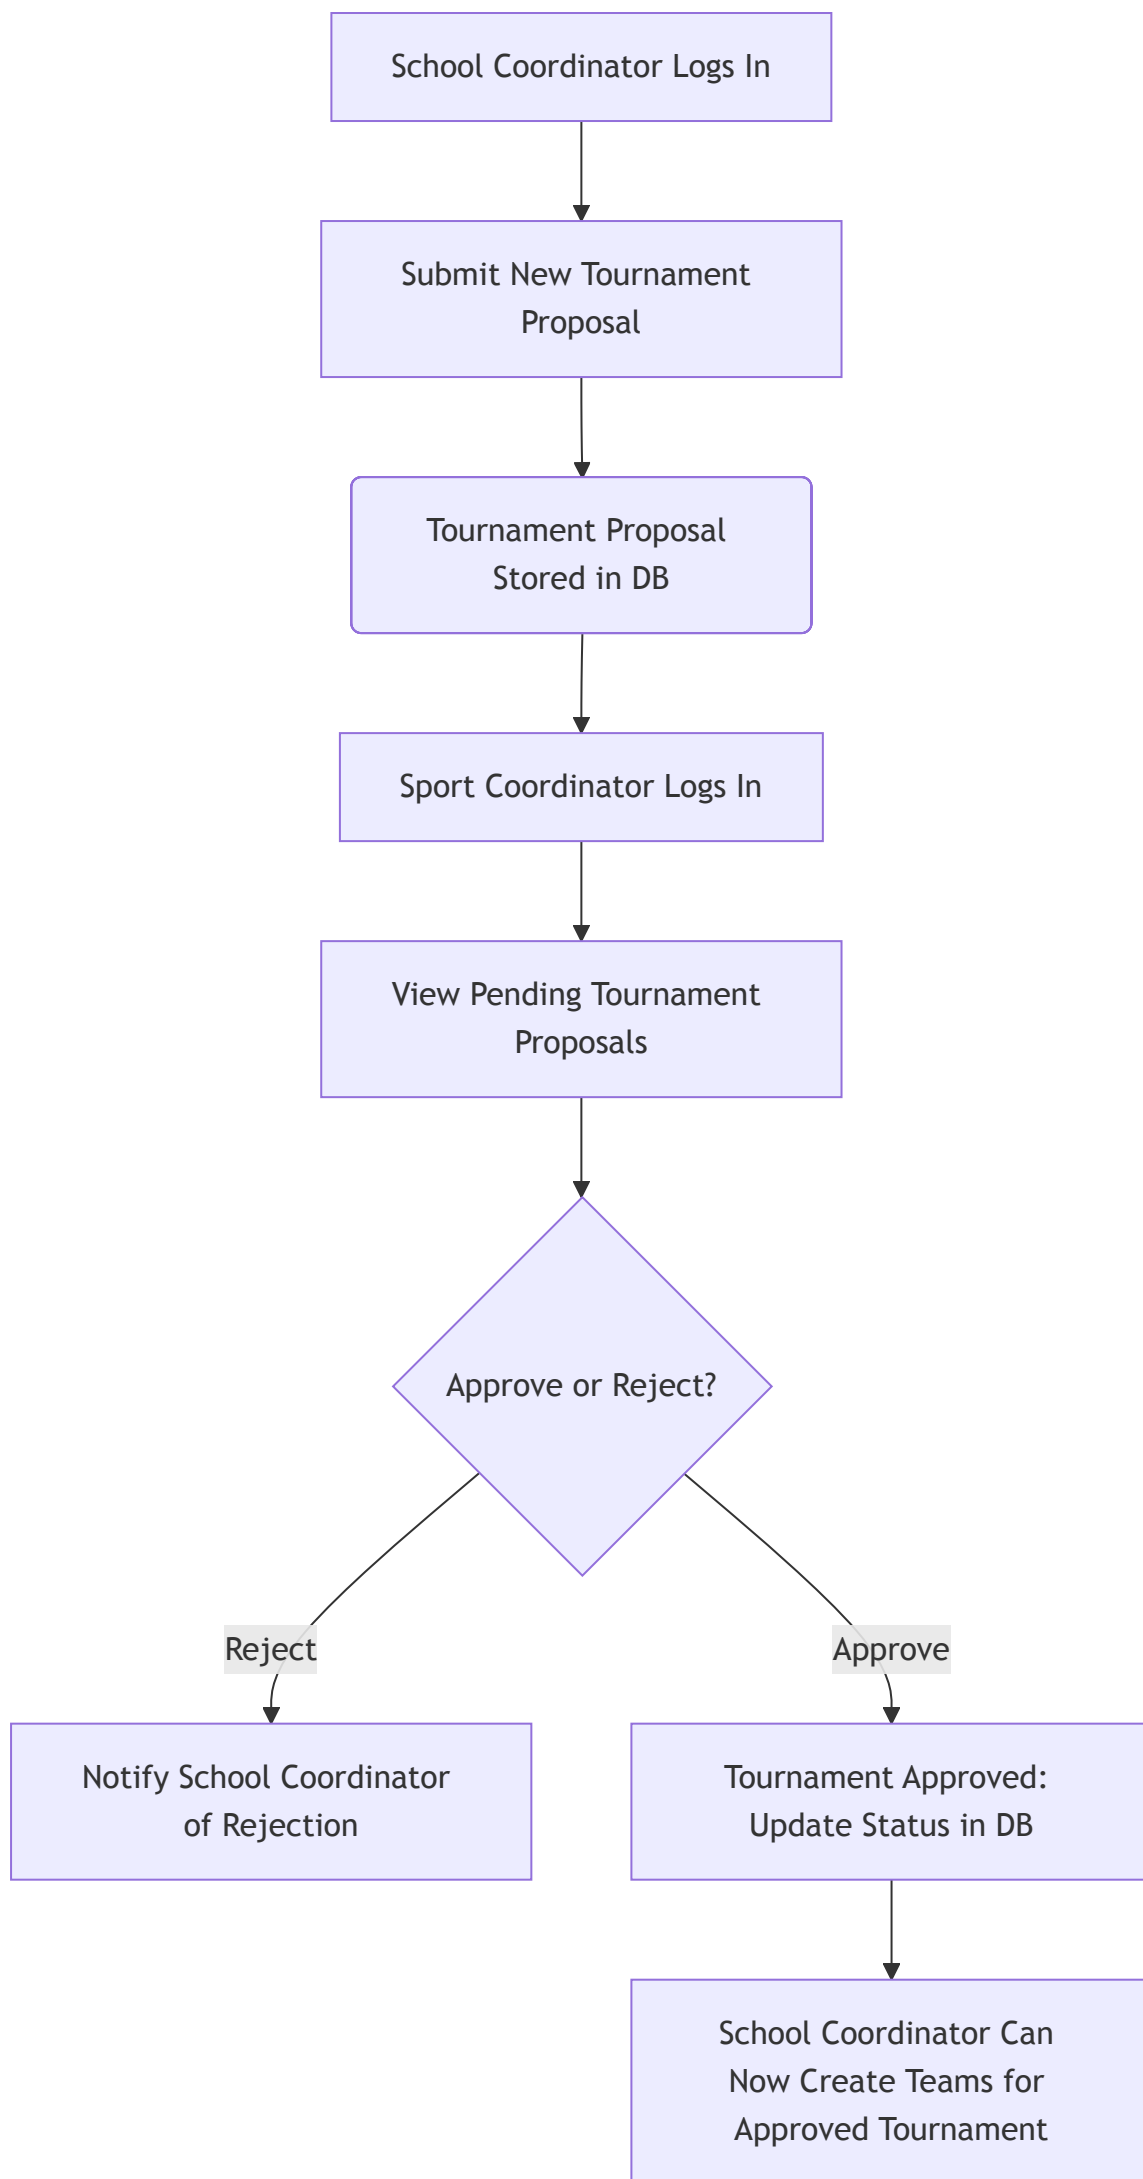 School Coordinator Logs In
Submit New Tournament
Proposal
Tournament Proposal
Stored in DB
Sport Coordinator Logs In
View Pending Tournament
Proposals
Approve or Reject?
Reject
Approve
Notify School Coordinator
of Rejection
Tournament Approved:
Update Status in DB
School Coordinator Can
Now Create Teams for
Approved Tournament